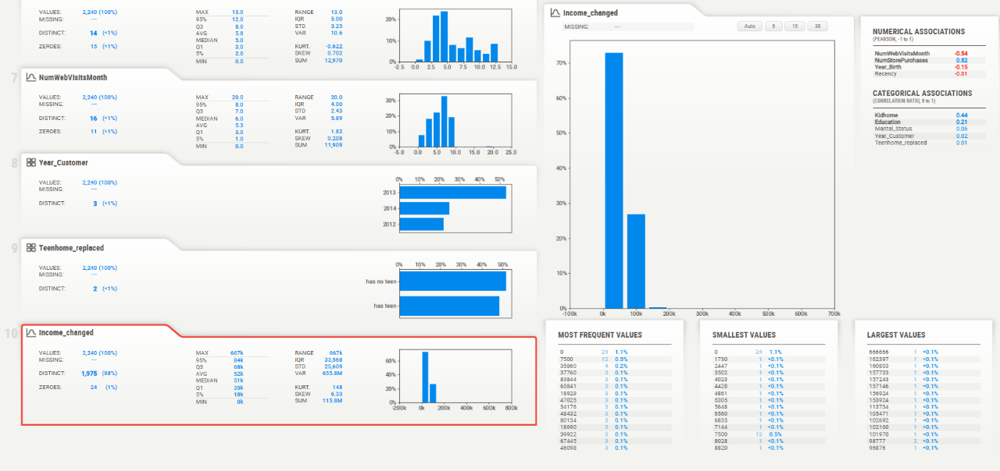 VALUES: 2,240 (100%)
MISSING: ---
DISTINCT: 14 (<1%)
ZEROES: 15 (<1%)
MAX 13.0
95% 12.0
Q3 8.0
AVG 5.8
MEDIAN 5.0
Q1 3.0
5% 2.0
MIN 0.0
RANGE 13.0
IQR 5.00
STD 3.25
VAR 10.6
KURT. -0.622
SKEW 0.702
SUM 12,970
20%
10%
0%
-2.5 0.0 2.5 5.0 7.5 10.0 12.5 15.0
7 NumWebVisitsMonth
VALUES: 2,240 (100%)
MISSING: ---
DISTINCT: 16 (<1%)
ZEROES: 11 (<1%)
MAX 20.0
95% 8.0
Q3 7.0
MEDIAN 6.0
AVG 5.3
Q1 3.0
5% 1.0
MIN 0.0
RANGE 20.0
IQR 4.00
STD 2.43
VAR 5.89
KURT. 1.82
SKEW 0.208
SUM 11,909
30%
20%
10%
0%
-5.0 0.0 5.0 10.0 15.0 20.0 25.0
8 Year_Customer
VALUES: 2,240 (100%)
MISSING: ---
DISTINCT: 3 (<1%)
0% 10% 20% 30% 40% 50%
2013
2014
2012
9 Teenhome_replaced
VALUES: 2,240 (100%)
MISSING: ---
DISTINCT: 2 (<1%)
0% 10% 20% 30% 40% 50%
has no teen
has teen
10 Income_changed
VALUES: 2,240 (100%)
MISSING: ---
DISTINCT: 1,975 (88%)
ZEROES: 24 (1%)
MAX 667k
95% 84k
Q3 68k
AVG 52k
MEDIAN 51k
Q1 35k
5% 18k
MIN 0k
RANGE 667k
IQR 33,568
STD 25,609
VAR 655.8M
KURT. 148
SKEW 6.33
SUM 115.8M
60%
40%
20%
0%
-200k 0k 200k 400k 600k 800k
Income_changed
MISSING: ---
Auto 5 15 30
70%
60%
50%
40%
30%
20%
10%
0%
-100k 0k 100k 200k 300k 400k 500k 600k 700k
NUMERICAL ASSOCIATIONS
(PEARSON, -1 to 1)
NumWebVisitsMonth -0.54
NumStorePurchases 0.52
Year_Birth -0.15
Recency -0.01
CATEGORICAL ASSOCIATIONS
(CORRELATION RATIO, 0 to 1)
Kidhome 0.44
Education 0.21
Marital_Status 0.06
Year_Customer 0.02
Teenhome_replaced 0.01
MOST FREQUENT VALUES
0 24 1.1%
7500 12 0.5%
35860 4 0.2%
37760 3 0.1%
83844 3 0.1%
63841 3 0.1%
18929 3 0.1%
47025 3 0.1%
34176 3 0.1%
48432 3 0.1%
80134 3 0.1%
18690 3 0.1%
39922 3 0.1%
67445 3 0.1%
46098 3 0.1%
SMALLEST VALUES
0 24 1.1%
1730 1 <0.1%
2447 1 <0.1%
3502 1 <0.1%
4023 1 <0.1%
4428 1 <0.1%
4861 1 <0.1%
5305 1 <0.1%
5648 1 <0.1%
6560 1 <0.1%
6835 1 <0.1%
7144 1 <0.1%
7500 12 0.5%
8028 1 <0.1%
8820 1 <0.1%
LARGEST VALUES
666666 1 <0.1%
162397 1 <0.1%
160803 1 <0.1%
157733 1 <0.1%
157243 1 <0.1%
157146 1 <0.1%
156924 1 <0.1%
153924 1 <0.1%
113734 1 <0.1%
105471 1 <0.1%
102692 1 <0.1%
102160 1 <0.1%
101970 1 <0.1%
98777 2 <0.1%
96876 1 <0.1%